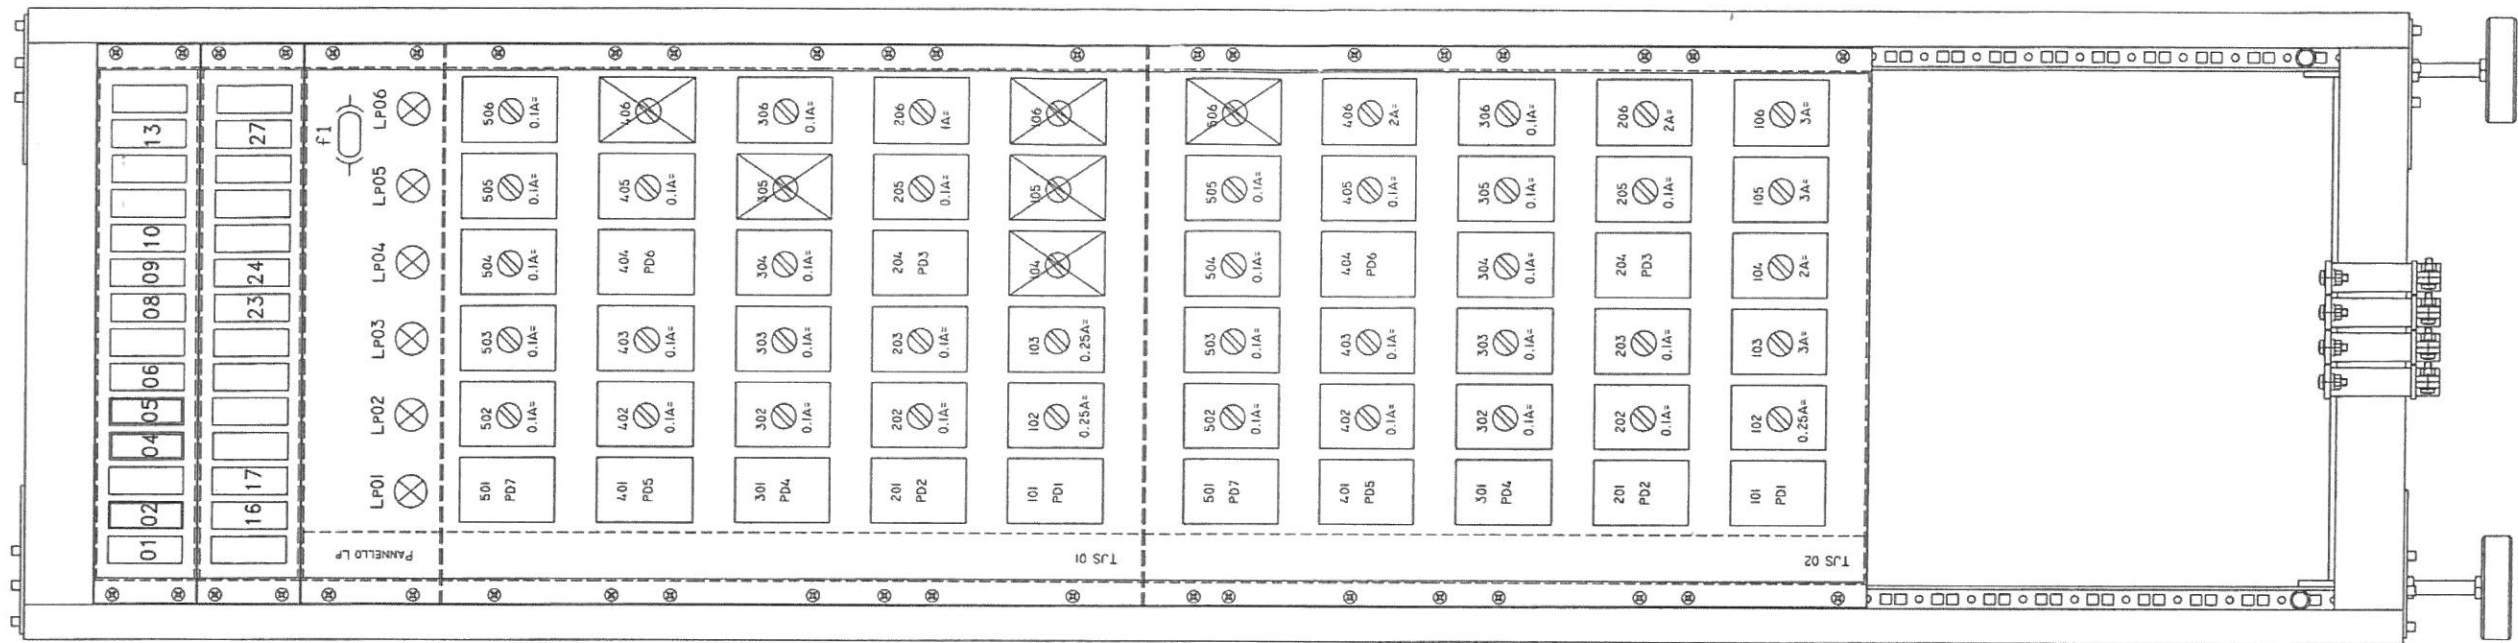 01 02 04 05 06 08 09 10 13
16 17 23 24 27
f1
LP01 LP02 LP03 LP04 LP05 LP06
PANNELLO LP
501 502 503 504 505 506
PD7 0.1A= 0.1A= 0.1A= 0.1A= 0.1A=
401 402 403 404 405 406
PD5 0.1A= 0.1A= PD6 0.1A=
301 302 303 304 305 306
PD4 0.1A= 0.1A= 0.1A= 0.1A=
201 202 203 204 205 206
PD2 0.1A= 0.1A= PD3 0.1A= 1A=
101 102 103 104 105 106
PD1 0.25A= 0.25A=
TJS 01
501 502 503 504 505 506
PD7 0.1A= 0.1A= 0.1A= 0.1A=
401 402 403 404 405 406
PD5 0.1A= 0.1A= PD6 0.1A= 2A=
301 302 303 304 305 306
PD4 0.1A= 0.1A= 0.1A= 0.1A= 0.1A=
201 202 203 204 205 206
PD2 0.1A= 0.1A= PD3 0.1A= 2A=
101 102 103 104 105 106
PD1 0.25A= 3A= 2A= 3A= 3A=
TJS 02